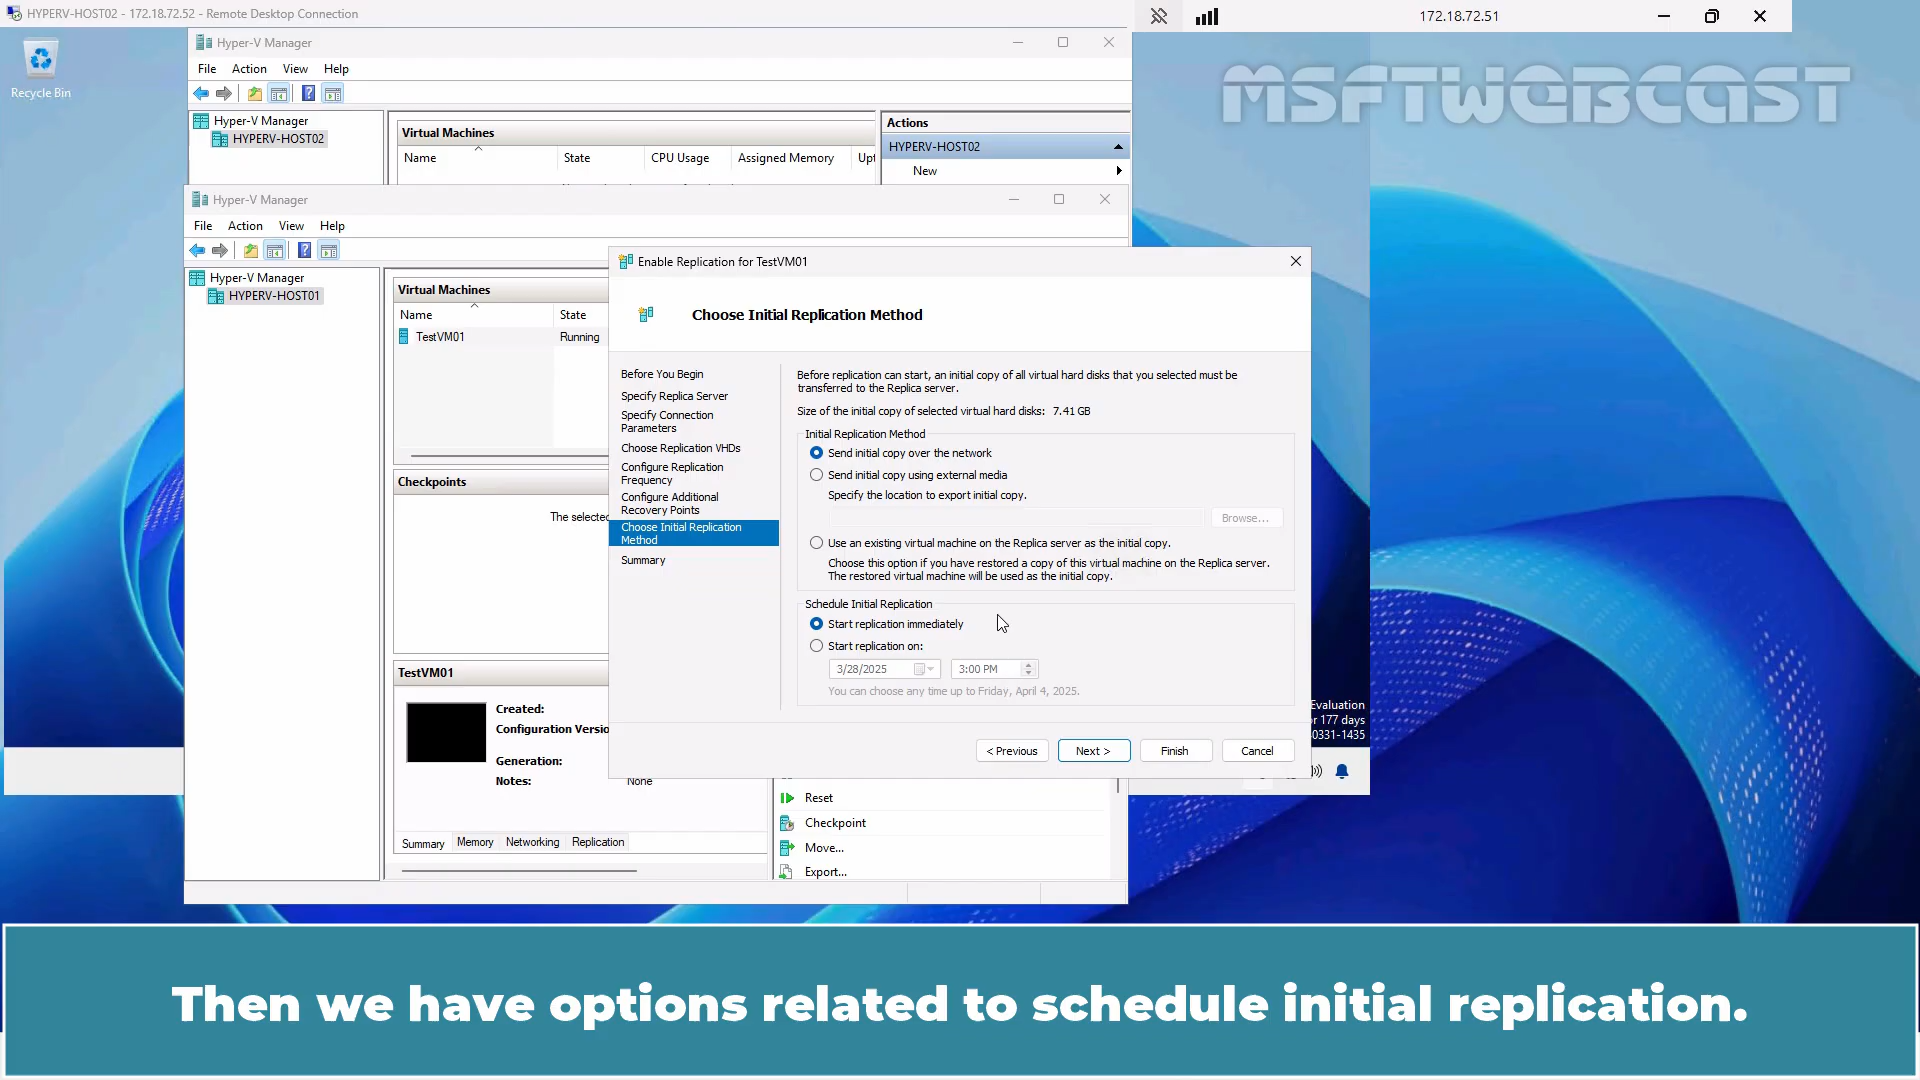 HYPERV-HOST02 - 172.18.72.52 - Remote Desktop Connection
172.18.72.51
Recycle Bin
MSFTWEBCAST
Hyper-V Manager
File Action View Help
Hyper-V Manager
HYPERV-HOST02
Virtual Machines
Name State CPU Usage Assigned Memory Upt
Actions
HYPERV-HOST02
New
Hyper-V Manager
File Action View Help
Hyper-V Manager
HYPERV-HOST01
Virtual Machines
Name State
TestVM01 Running
Checkpoints
The selected
TestVM01
Created:
Configuration Versio
Generation:
Notes: None
Summary Memory Networking Replication
Reset
Checkpoint
Move...
Export...
Enable Replication for TestVM01
Choose Initial Replication Method
Before You Begin
Specify Replica Server
Specify Connection
Parameters
Choose Replication VHDs
Configure Replication
Frequency
Configure Additional
Recovery Points
Choose Initial Replication
Method
Summary
Before replication can start, an initial copy of all virtual hard disks that you selected must be
transferred to the Replica server.
Size of the initial copy of selected virtual hard disks: 7.41 GB
Initial Replication Method
Send initial copy over the network
Send initial copy using external media
Specify the location to export initial copy.
Browse...
Use an existing virtual machine on the Replica server as the initial copy.
Choose this option if you have restored a copy of this virtual machine on the Replica server.
The restored virtual machine will be used as the initial copy.
Schedule Initial Replication
Start replication immediately
Start replication on:
3/28/2025 3:00 PM
You can choose any time up to Friday, April 4, 2025.
< Previous Next > Finish Cancel
Evaluation
r 177 days
0331-1435
Then we have options related to schedule initial replication.